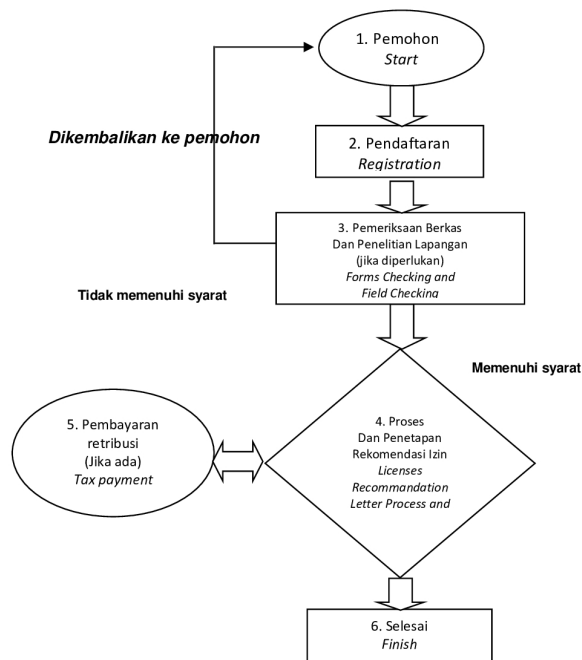 1. Pemohon
Start
Dikembalikan ke pemohon
2. Pendaftaran
Registration
3. Pemeriksaan Berkas
Dan Penelitian Lapangan
(jika diperlukan)
Forms Checking and
Field Checking
Tidak memenuhi syarat
Memenuhi syarat
4. Proses
Dan Penetapan
Rekomendasi Izin
Licenses
Recommandation
Letter Process and
5. Pembayaran
retribusi
(Jika ada)
Tax payment
6. Selesai
Finish